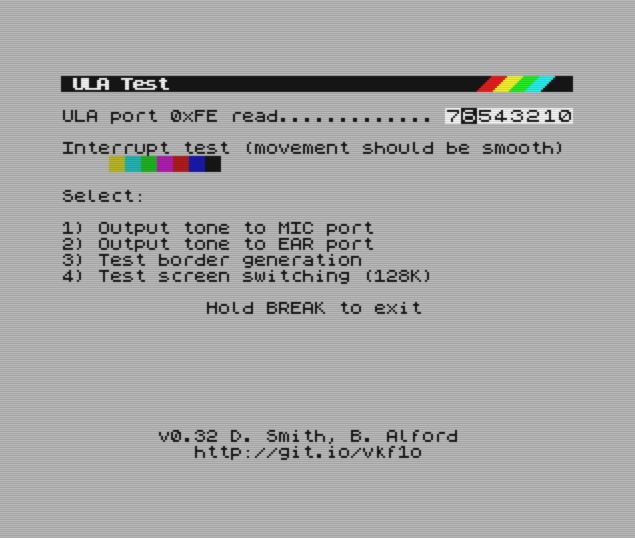 ULA Test
ULA port 0xFE read............. 76543210
Interrupt test (movement should be smooth)
Select:
1) Output tone to MIC port
2) Output tone to EAR port
3) Test border generation
4) Test screen switching (128K)
Hold BREAK to exit
v0.32 D. Smith, B. Alford
http://git.io/vkf1o